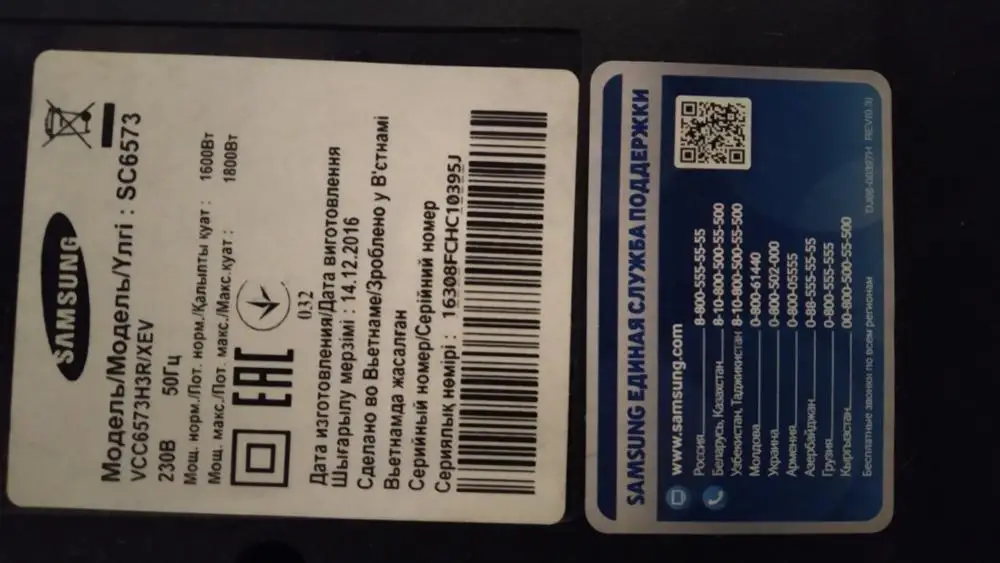 SAMSUNG
Модель/Модель/Үлгі : SC6573
VCC6573H3R/XEV
230В 50Гц
Мощ. норм./Пот. норм./Қалыпты қуат : 1600Вт
Мощ. макс./Пот. макс./Макс.қуат : 1800Вт
EAC
032
Дата изготовления/Дата виготовлення
Шығарылу мерзімі : 14.12.2016
Сделано во Вьетнаме/Зроблено у В'єтнамі
Вьетнамда жасалған
Серийный номер/Серійний номер
Сериялық нөмірі : 16308FCHC10395J
SAMSUNG ЕДИНАЯ СЛУЖБА ПОДДЕРЖКИ
www.samsung.com
Россия 8-800-555-55-55
Беларусь, Казахстан 8-10-800-500-55-500
Узбекистан, Таджикистан 8-10-800-500-55-500
Молдова 0-800-61440
Украина 0-800-502-000
Армения 0-800-05555
Азербайджан 0-88-555-55-55
Грузия 0-800-555-555
Кыргызстан 00-800-500-55-500
Бесплатные звонки по всем регионам